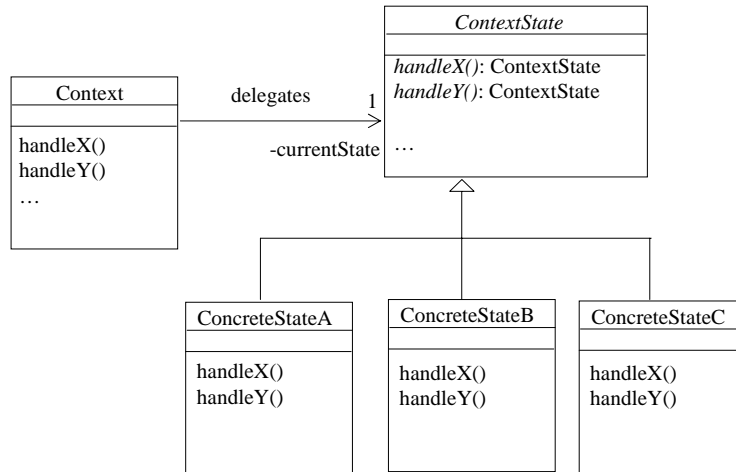 ContextState
handleX(): ContextState
handleY(): ContextState
…
Context
handleX()
handleY()
…
delegates
1
-currentState
ConcreteStateA
handleX()
handleY()
ConcreteStateB
handleX()
handleY()
ConcreteStateC
handleX()
handleY()